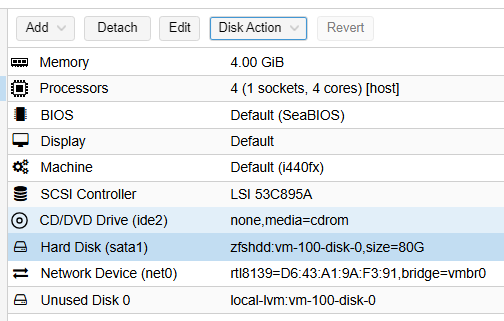 Add Detach Edit Disk Action Revert
Memory 4.00 GiB
Processors 4 (1 sockets, 4 cores) [host]
BIOS Default (SeaBIOS)
Display Default
Machine Default (i440fx)
SCSI Controller LSI 53C895A
CD/DVD Drive (ide2) none,media=cdrom
Hard Disk (sata1) zfshdd:vm-100-disk-0,size=80G
Network Device (net0) rtl8139=D6:43:A1:9A:F3:91,bridge=vmbr0
Unused Disk 0 local-lvm:vm-100-disk-0